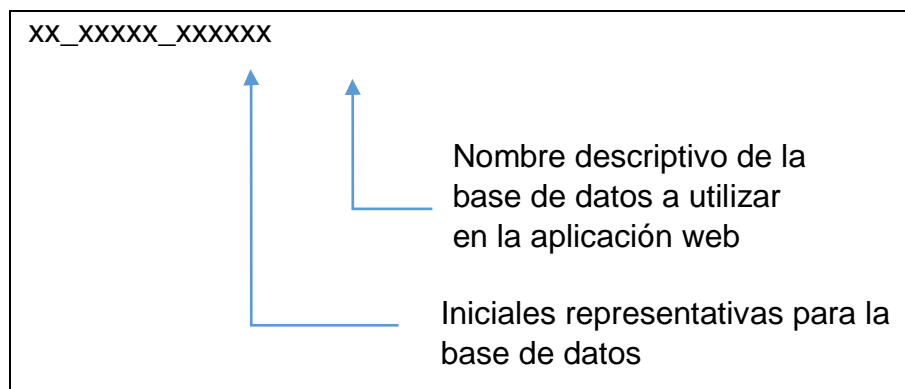 xx_xxxxx_xxxxxx
Nombre descriptivo de la
base de datos a utilizar
en la aplicación web
Iniciales representativas para la
base de datos